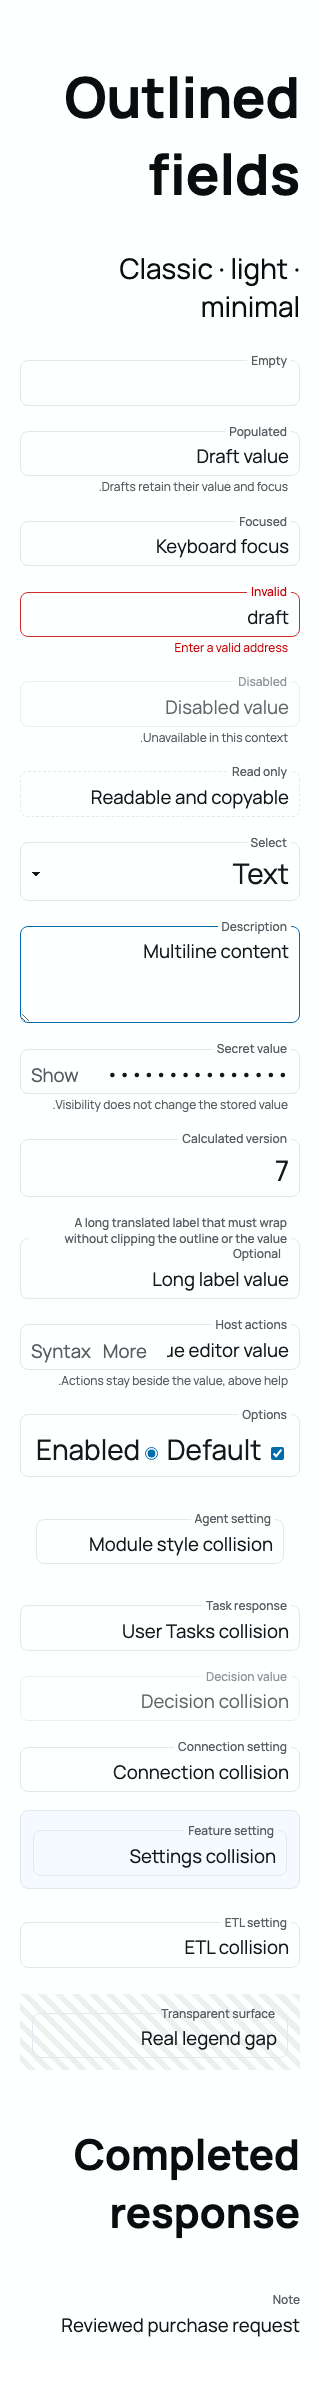 Outlined
fields
Classic · light ·
minimal
Empty
Populated
Draft value
.Drafts retain their value and focus
Focused
Keyboard focus
Invalid
draft
Enter a valid address
Disabled
Disabled value
.Unavailable in this context
Read only
Readable and copyable
Select
Text
Description
Multiline content
Secret value
Show • • • • • • • • • • • • • • •
.Visibility does not change the stored value
Calculated version
7
A long translated label that must wrap
without clipping the outline or the value
Optional
Long label value
Host actions
Syntax More ue editor value
.Actions stay beside the value, above help
Options
Enabled Default
Agent setting
Module style collision
Task response
User Tasks collision
Decision value
Decision collision
Connection setting
Connection collision
Feature setting
Settings collision
ETL setting
ETL collision
Transparent surface
Real legend gap
Completed
response
Note
Reviewed purchase request